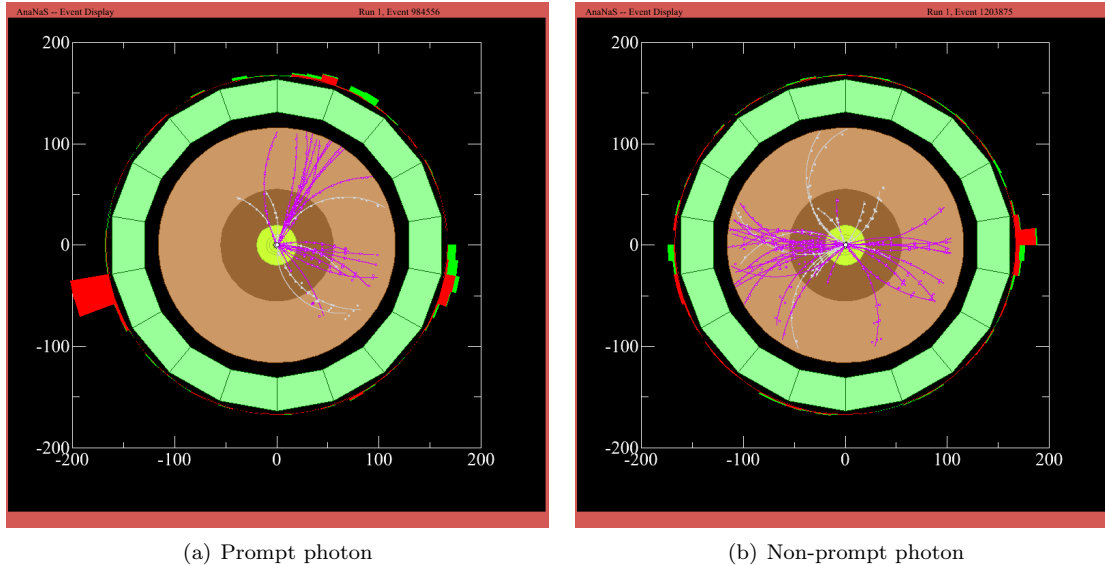 AnaNaS -- Event Display Run 1, Event 984556
200
100
0
-100
-200
-200 -100 0 100 200
(a) Prompt photon
AnaNaS -- Event Display Run 1, Event 1203875
200
100
0
-100
-200
-200 -100 0 100 200
(b) Non-prompt photon